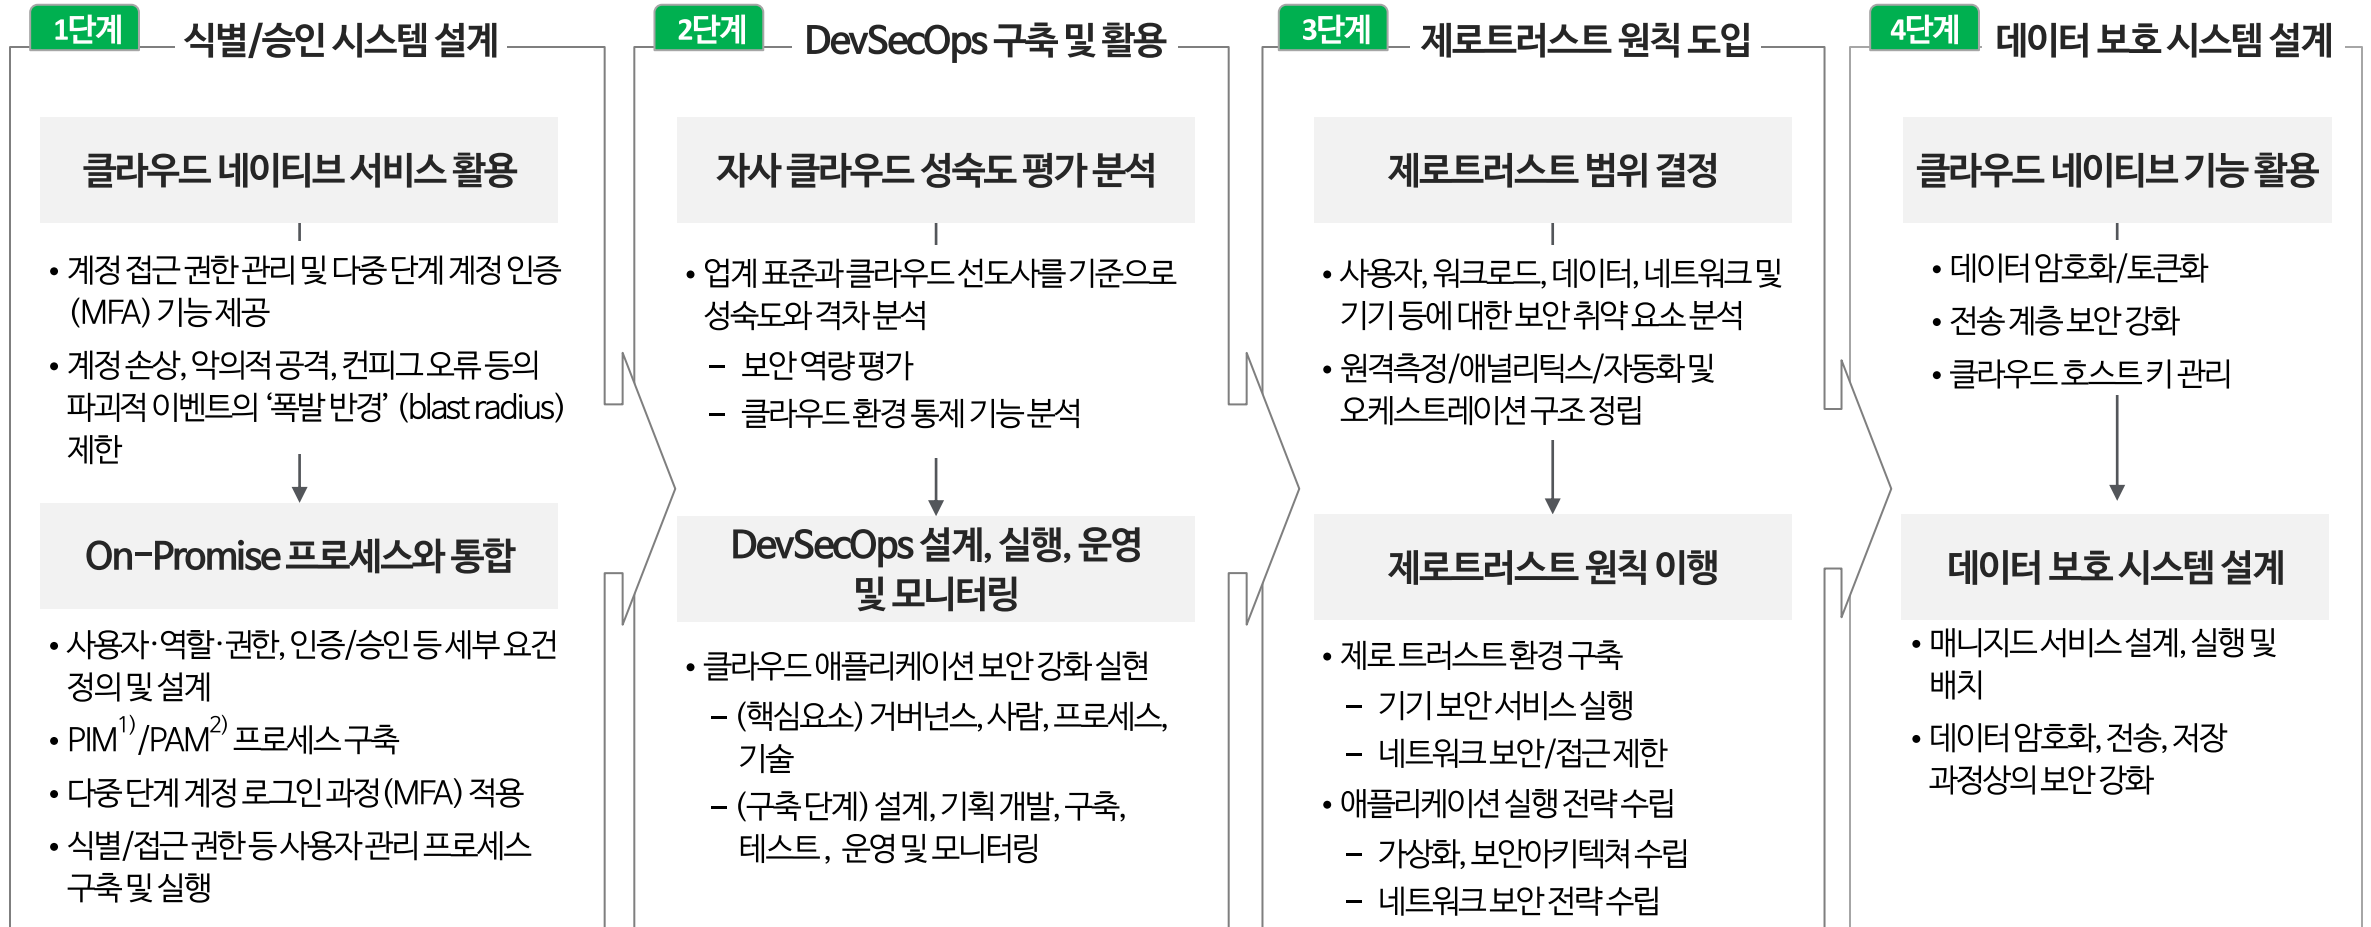 1단계
식별/승인 시스템 설계
클라우드 네이티브 서비스 활용
• 계정 접근 권한 관리 및 다중 단계 계정 인증
(MFA) 기능 제공
• 계정 손상, 악의적 공격, 컨피그 오류 등의
파괴적 이벤트의 ‘폭발 반경’ (blast radius)
제한
On-Promise 프로세스와 통합
• 사용자·역할·권한, 인증/승인 등 세부 요건
정의 및 설계
• PIM1)/PAM2) 프로세스 구축
• 다중 단계 계정 로그인 과정(MFA) 적용
• 식별/접근 권한 등 사용자 관리 프로세스
구축 및 실행
2단계
DevSecOps 구축 및 활용
자사 클라우드 성숙도 평가 분석
• 업계 표준과 클라우드 선도사를 기준으로
성숙도와 격차 분석
– 보안 역량 평가
– 클라우드 환경 통제 기능 분석
DevSecOps 설계, 실행, 운영
및 모니터링
• 클라우드 애플리케이션 보안 강화 실현
– (핵심요소) 거버넌스, 사람, 프로세스,
기술
– (구축 단계) 설계, 기획 개발, 구축,
테스트 , 운영 및 모니터링
3단계
제로트러스트 원칙 도입
제로트러스트 범위 결정
• 사용자, 워크로드, 데이터, 네트워크 및
기기 등에 대한 보안 취약 요소 분석
• 원격측정/애널리틱스/자동화 및
오케스트레이션 구조 정립
제로트러스트 원칙 이행
• 제로 트러스트 환경 구축
– 기기 보안 서비스 실행
– 네트워크 보안/접근 제한
• 애플리케이션 실행 전략 수립
– 가상화, 보안아키텍쳐 수립
– 네트워크 보안 전략 수립
4단계
데이터 보호 시스템 설계
클라우드 네이티브 기능 활용
• 데이터 암호화/토큰화
• 전송 계층 보안 강화
• 클라우드 호스트 키 관리
데이터 보호 시스템 설계
• 매니지드 서비스 설계, 실행 및
배치
• 데이터 암호화, 전송, 저장
과정상의 보안 강화